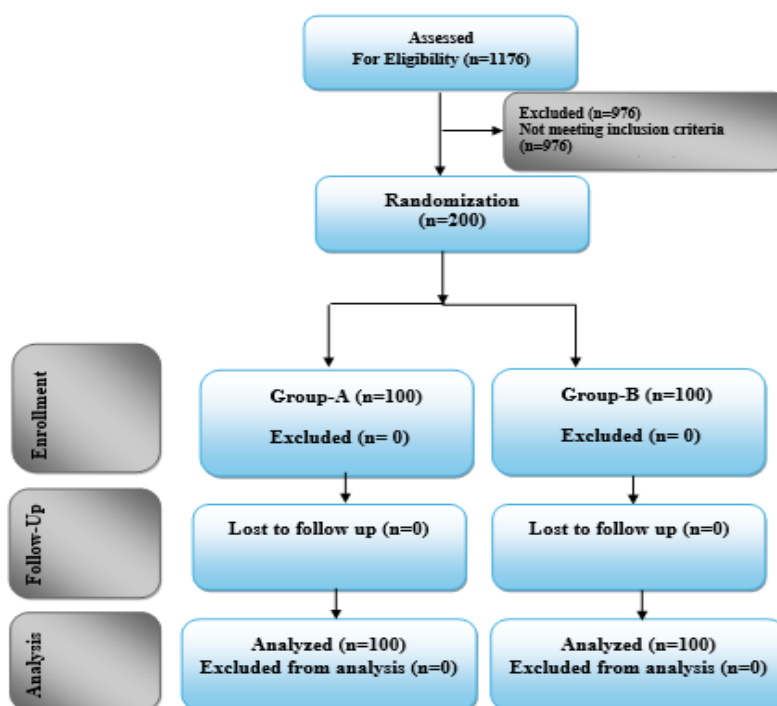 Assessed
For Eligibility (n=1176)
Excluded (n=976)
Not meeting inclusion criteria
(n=976)
Randomization
(n=200)
Enrollment
Group-A (n=100)
Excluded (n= 0)
Group-B (n=100)
Excluded (n= 0)
Follow-Up
Lost to follow up (n=0)
Lost to follow up (n=0)
Analysis
Analyzed (n=100)
Excluded from analysis (n=0)
Analyzed (n=100)
Excluded from analysis (n=0)